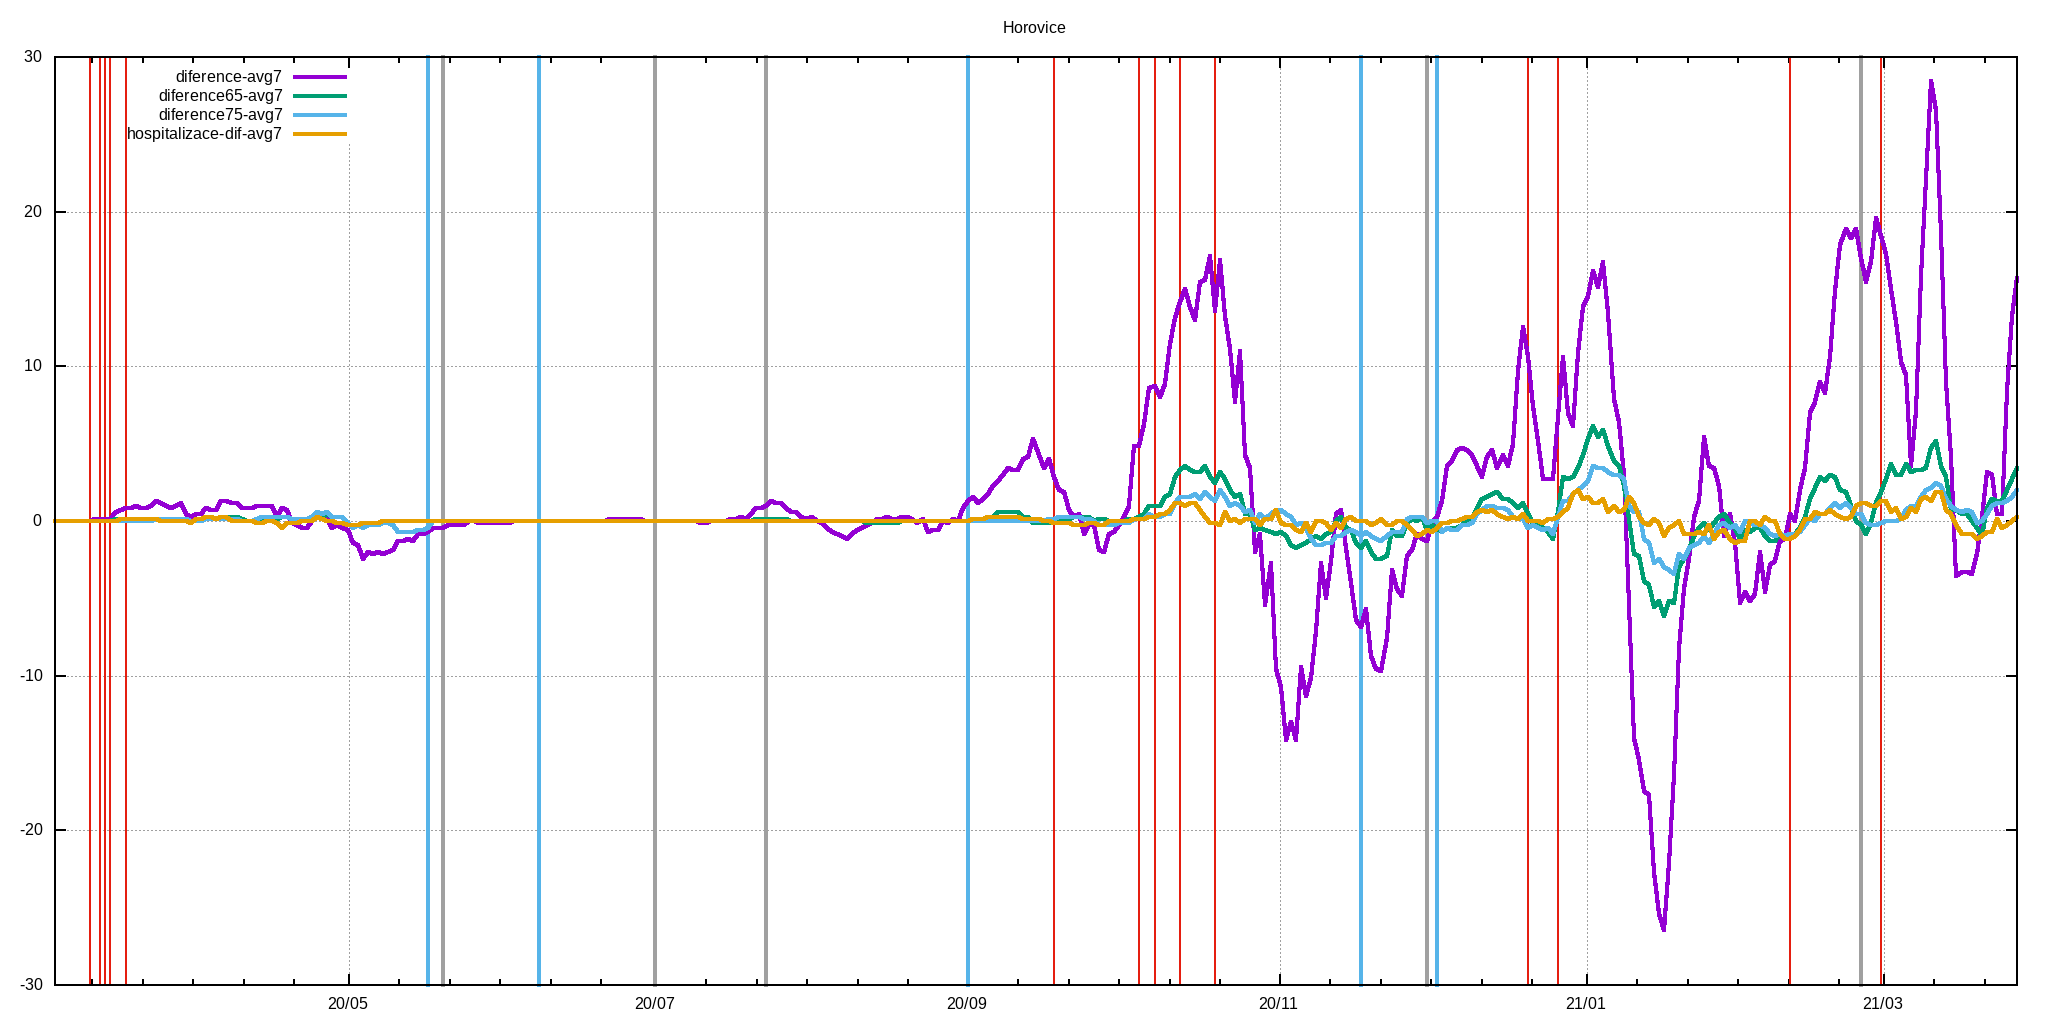 Horovice
30
diference-avg7
diference65-avg7
diference75-avg7
hospitalizace-dif-avg7
20
10
0
-10
-20
-30
20/05 20/07 20/09 20/11 21/01 21/03